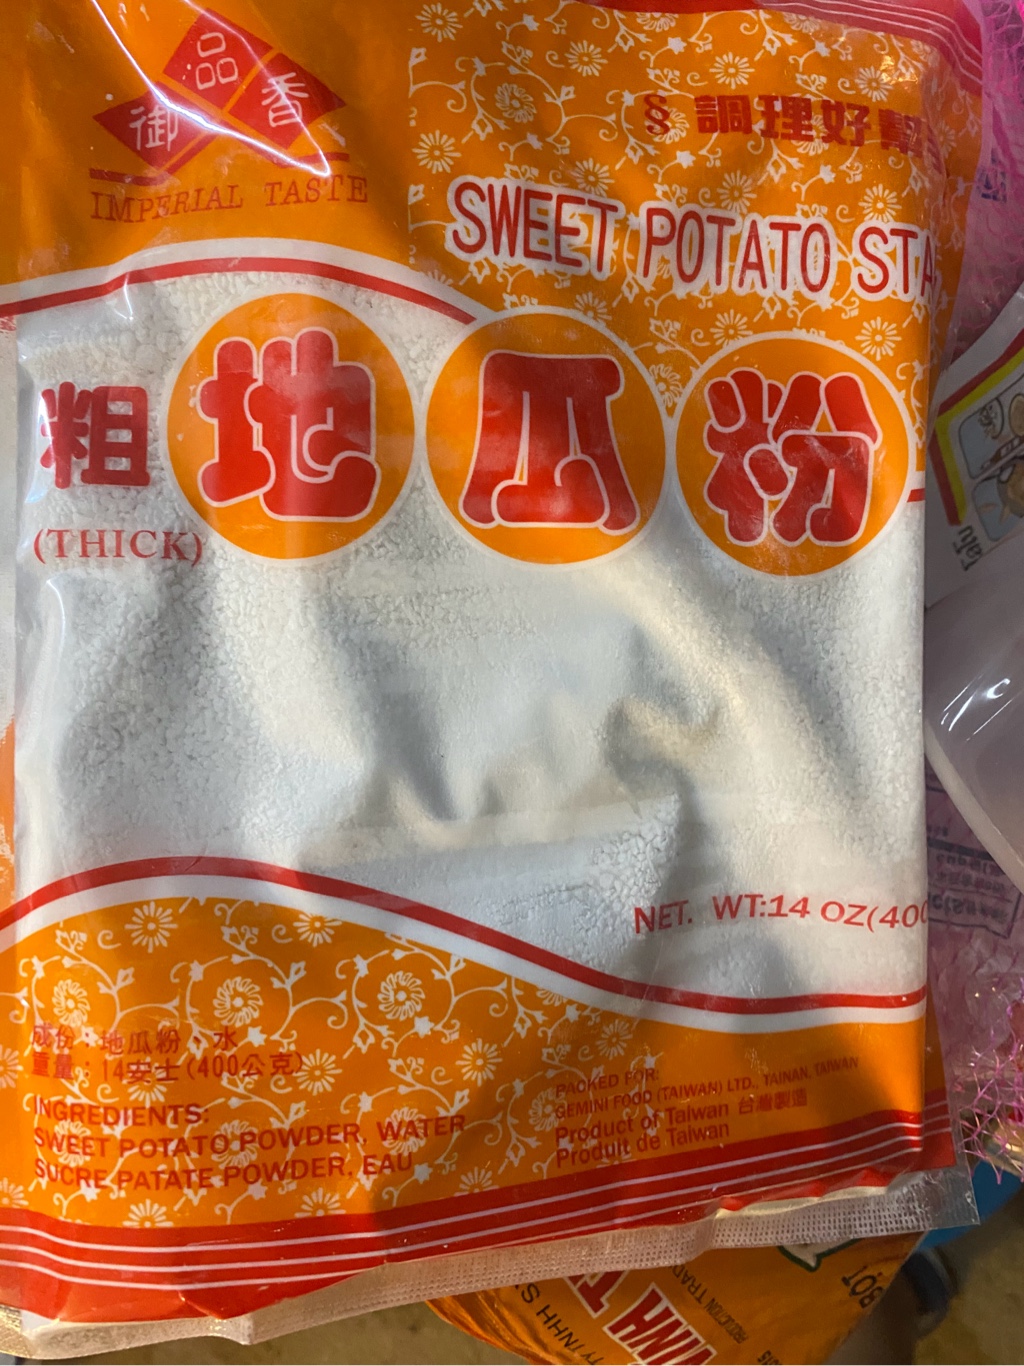 御品香
IMPERIAL TASTE
§ 調理好幫
SWEET POTATO STA
粗地瓜粉
(THICK)
NET. WT:14 OZ(400
成份：地瓜粉、水
重量：14安士(400公克)
INGREDIENTS:
SWEET POTATO POWDER, WATER
SUCRE PATATE POWDER, EAU
PACKED FOR:
GEMINI FOOD (TAIWAN) LTD., TAINAN, TAIWAN
Product of Taiwan 台灣製造
Produit de Taiwan
BỘT